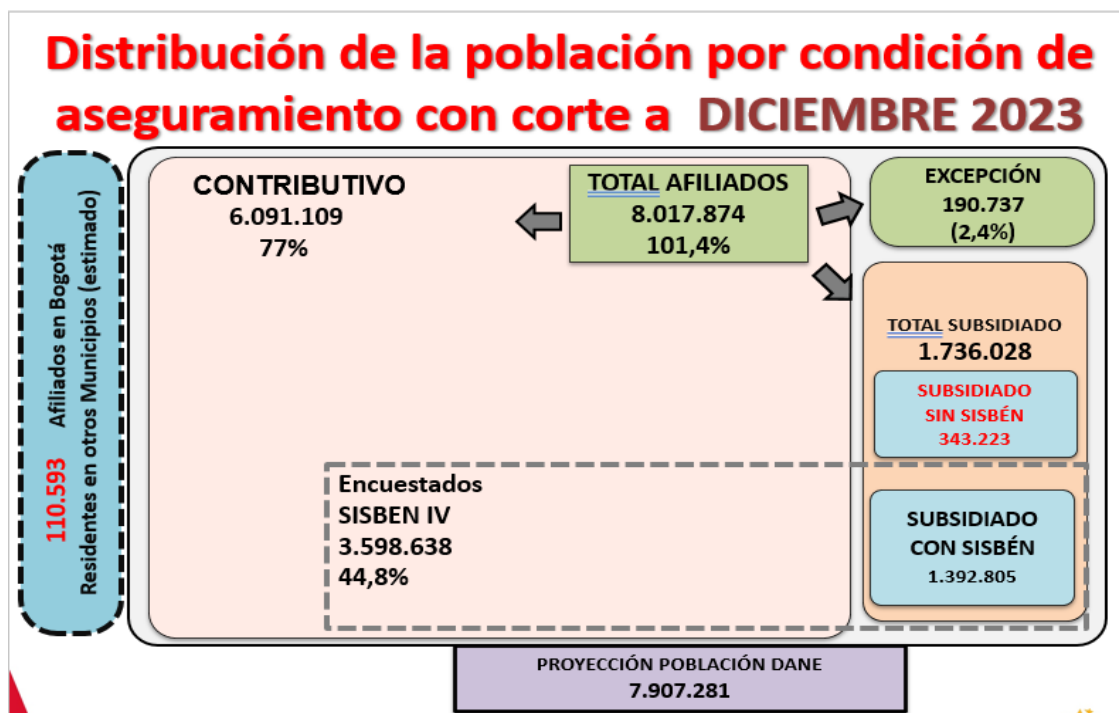 Distribución de la población por condición de
aseguramiento con corte a DICIEMBRE 2023
110.593 Afiliados en Bogotá
Residentes en otros Municipios (estimado)
CONTRIBUTIVO
6.091.109
77%
TOTAL AFILIADOS
8.017.874
101,4%
EXCEPCIÓN
190.737
(2,4%)
TOTAL SUBSIDIADO
1.736.028
SUBSIDIADO
SIN SISBÉN
343.223
Encuestados
SISBEN IV
3.598.638
44,8%
SUBSIDIADO
CON SISBÉN
1.392.805
PROYECCIÓN POBLACIÓN DANE
7.907.281